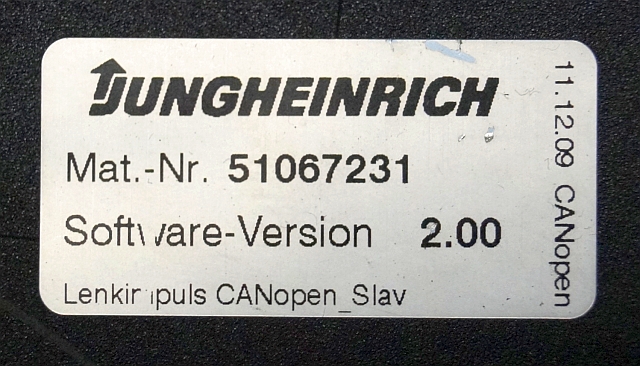 JUNGHEINRICH
Mat.-Nr. 51067231
Software-Version 2.00
Lenkimpuls CANopen_Slav
11.12.09 CANopen